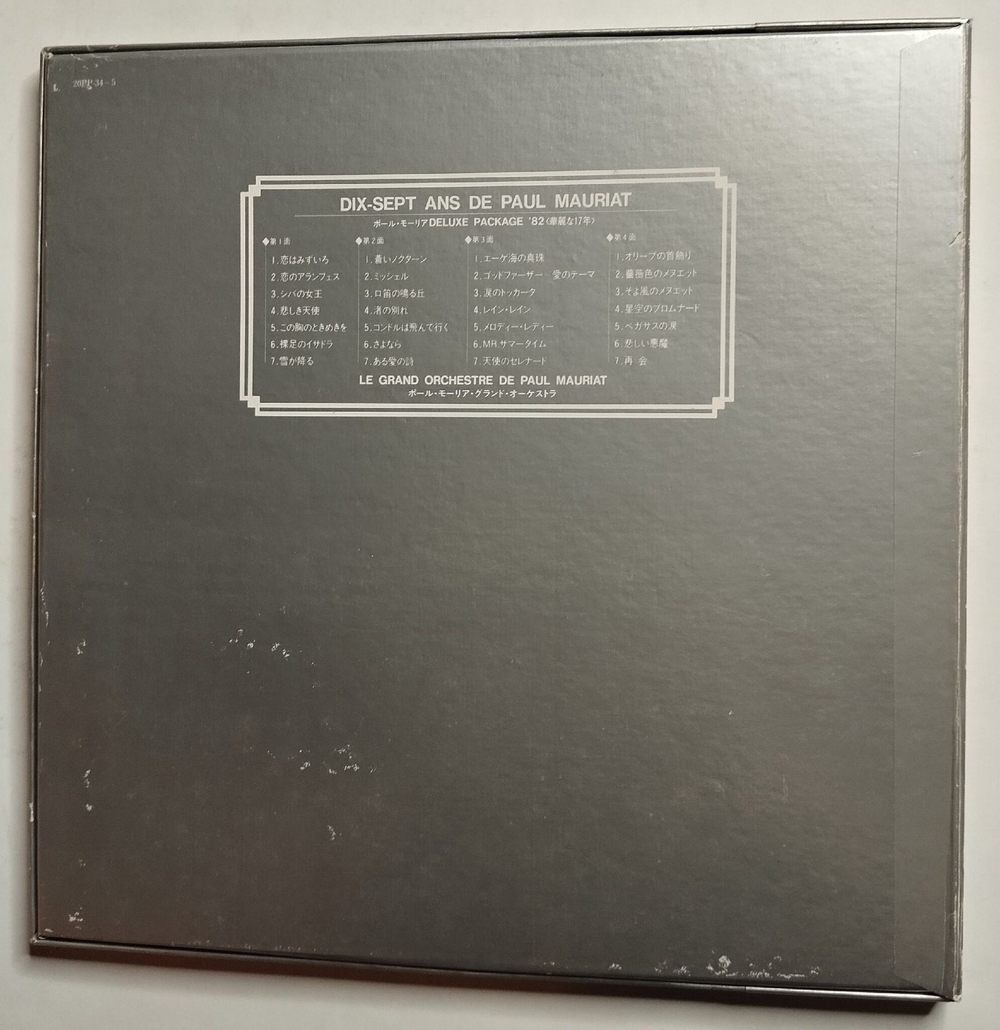 20PP-34~5
DIX-SEPT ANS DE PAUL MAURIAT
ポール・モーリア DELUXE PACKAGE '82〈華麗な17年〉
◆第1面
1.恋はみずいろ
2.恋のアランフェス
3.シバの女王
4.悲しき天使
5.この胸のときめきを
6.裸足のイサドラ
7.雪が降る
◆第2面
1.蒼いノクターン
2.ミッシェル
3.口笛の鳴る丘
4.渚の別れ
5.コンドルは飛んで行く
6.さよなら
7.ある愛の詩
◆第3面
1.エーゲ海の真珠
2.ゴッドファーザー 愛のテーマ
3.涙のトッカータ
4.レイン・レイン
5.メロディー・レディー
6.MR.サマータイム
7.天使のセレナード
◆第4面
1.オリーブの首飾り
2.薔薇色のメヌエット
3.そよ風のメヌエット
4.星空のプロムナード
5.ペガサスの涙
6.悲しい悪魔
7.再 会
LE GRAND ORCHESTRE DE PAUL MAURIAT
ポール・モーリア・グランド・オーケストラ